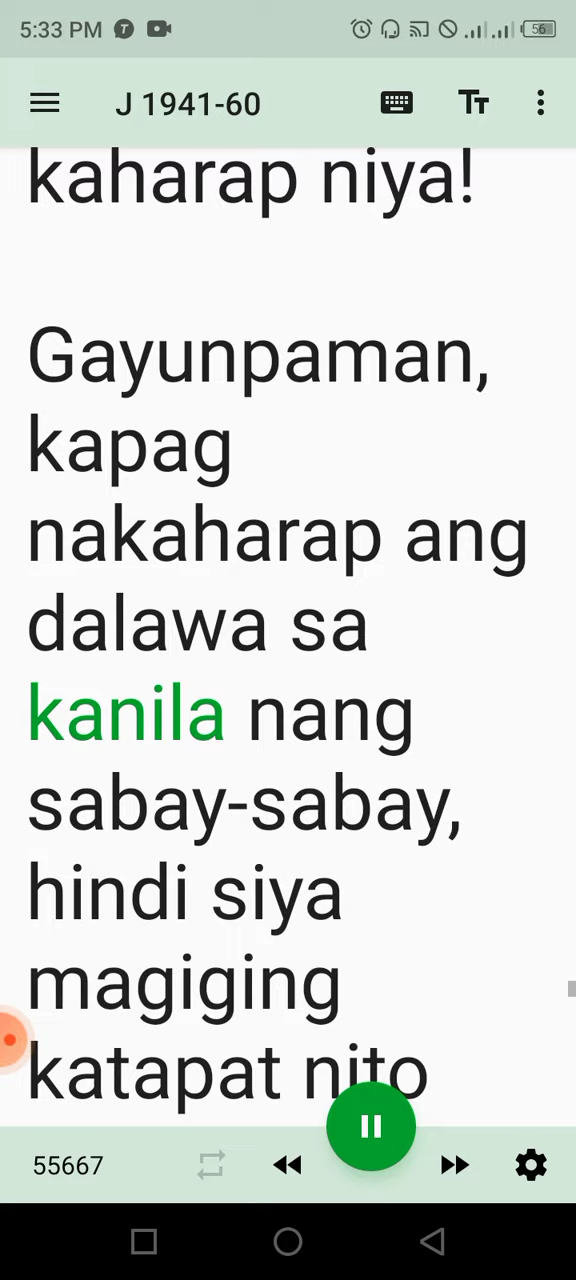 5:33 PM
56
J 1941-60
kaharap niya!
Gayunpaman,
kapag
nakaharap ang
dalawa sa
kanila nang
sabay-sabay,
hindi siya
magiging
katapat nito
55667